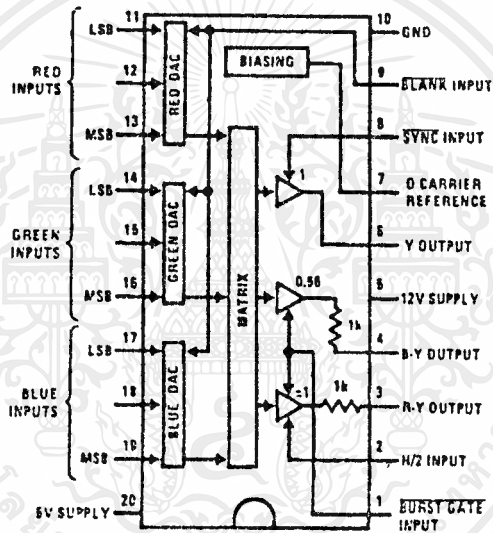 RED INPUTS
LSB 11
12
MSB 13
GREEN INPUTS
LSB 14
15
MSB 16
BLUE INPUTS
LSB 17
18
MSB 19
5V SUPPLY 20
RED DAC
GREEN DAC
BLUE DAC
BIASING
MATRIX
1
0.56
±1
1k
1k
10 GND
9 BLANK INPUT
8 SYNC INPUT
7 0 CARRIER REFERENCE
6 Y OUTPUT
5 12V SUPPLY
4 B-Y OUTPUT
3 R-Y OUTPUT
2 H/2 INPUT
1 BURST GATE INPUT